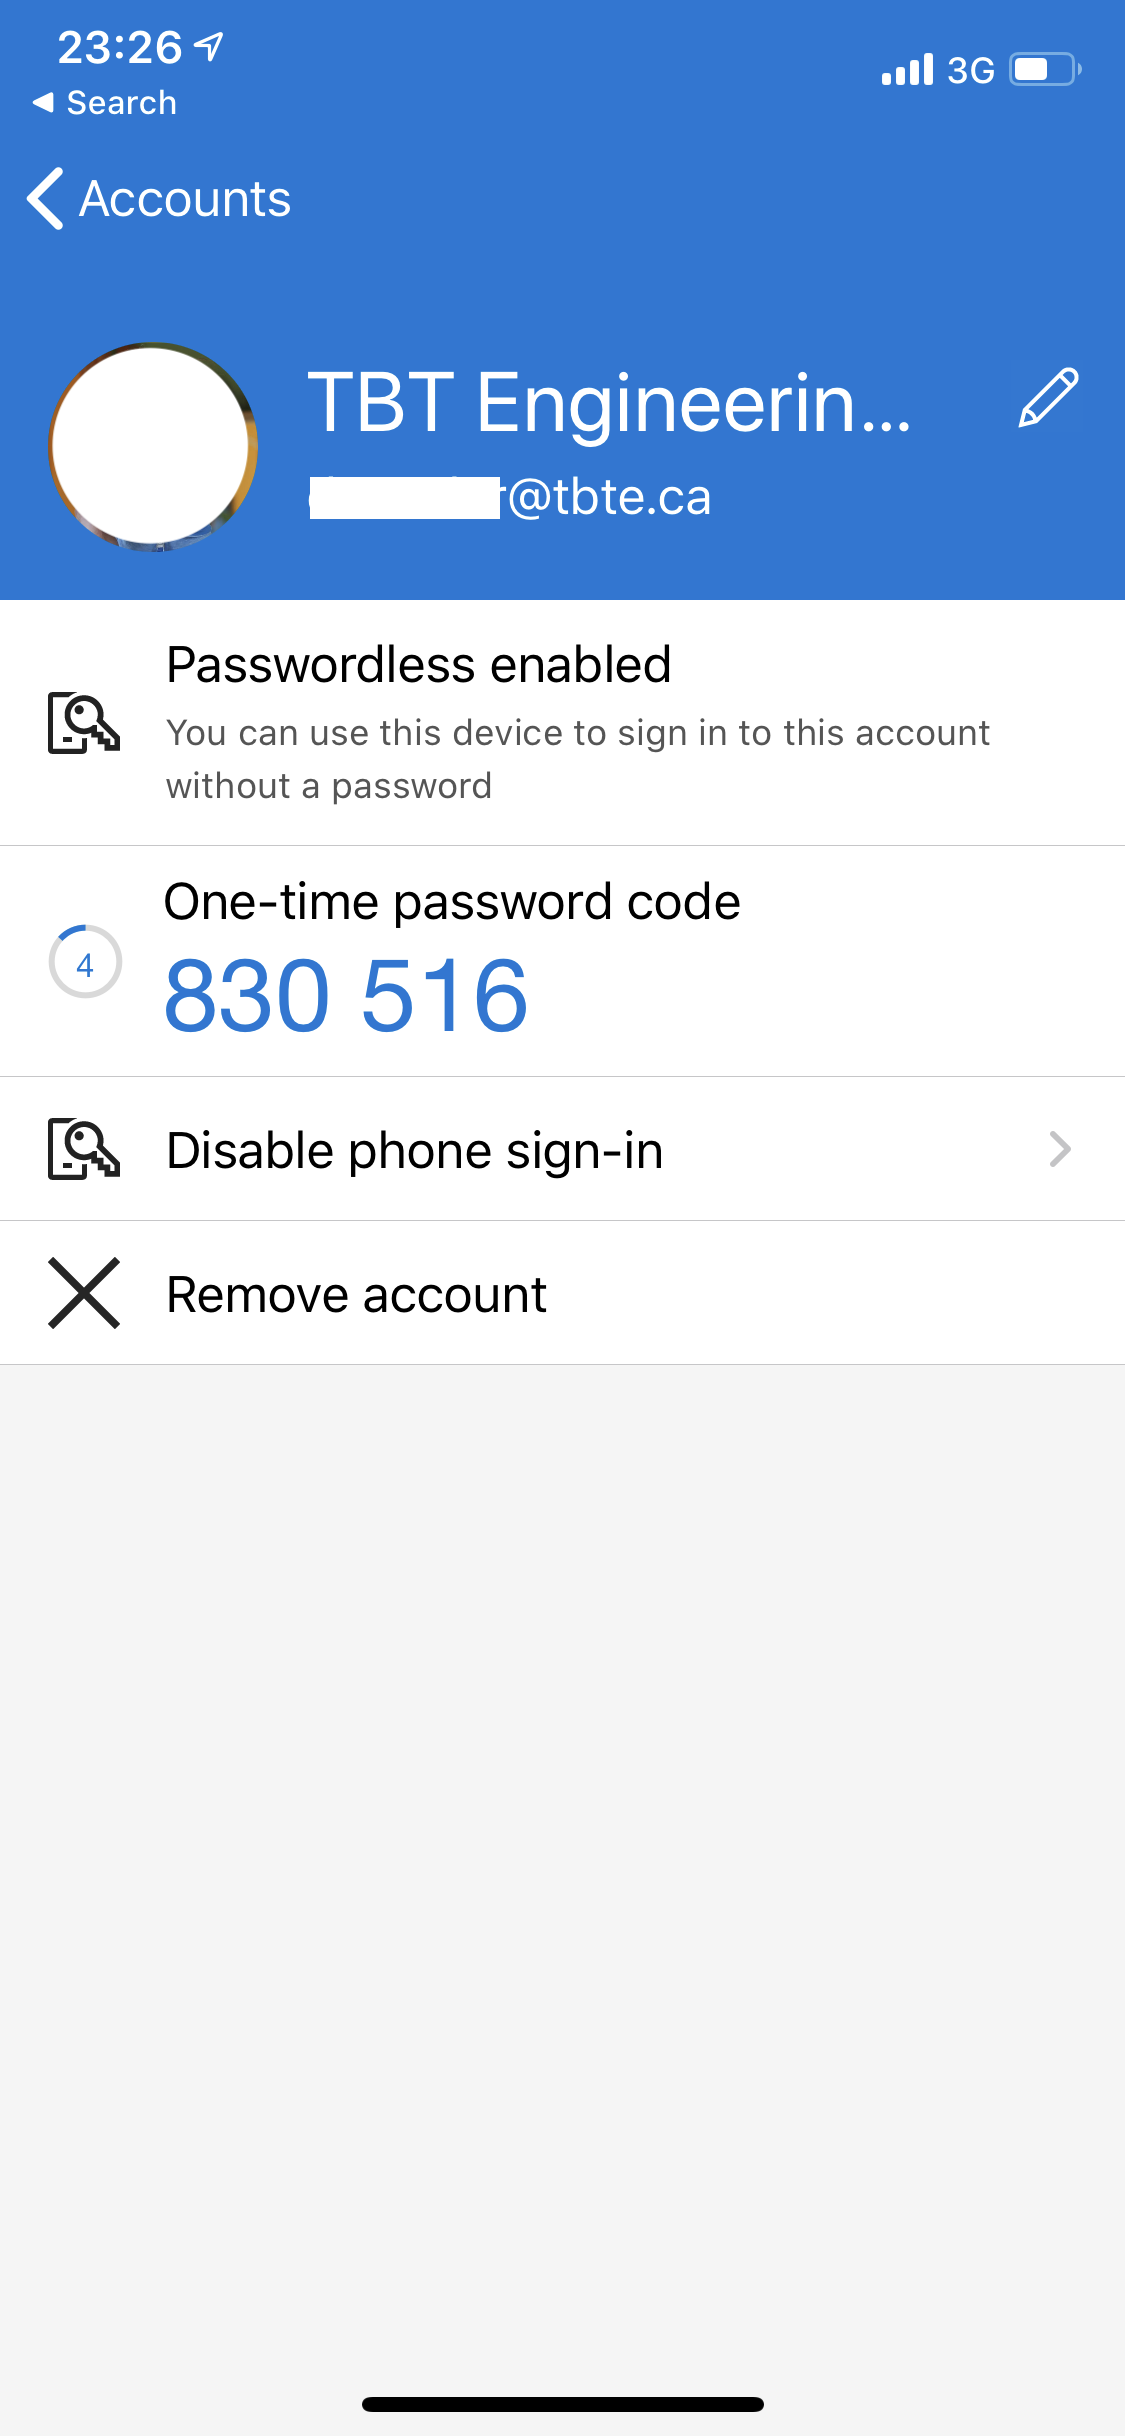 23:26
3G
Search
Accounts
TBT Engineerin...
@tbte.ca
Passwordless enabled
You can use this device to sign in to this account
without a password
One-time password code
4
830 516
Disable phone sign-in
Remove account